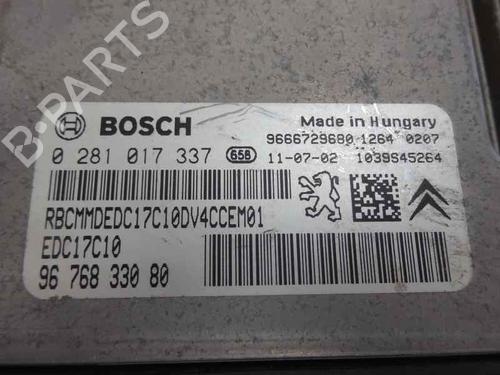 B-PARTS
BOSCH
Made in Hungary
9666729680 1264 0207
0 281 017 337 658 11-07-02 1039S45264
RBCMMDEDC17C10DV4CCEM01
EDC17C10
96 768 330 80